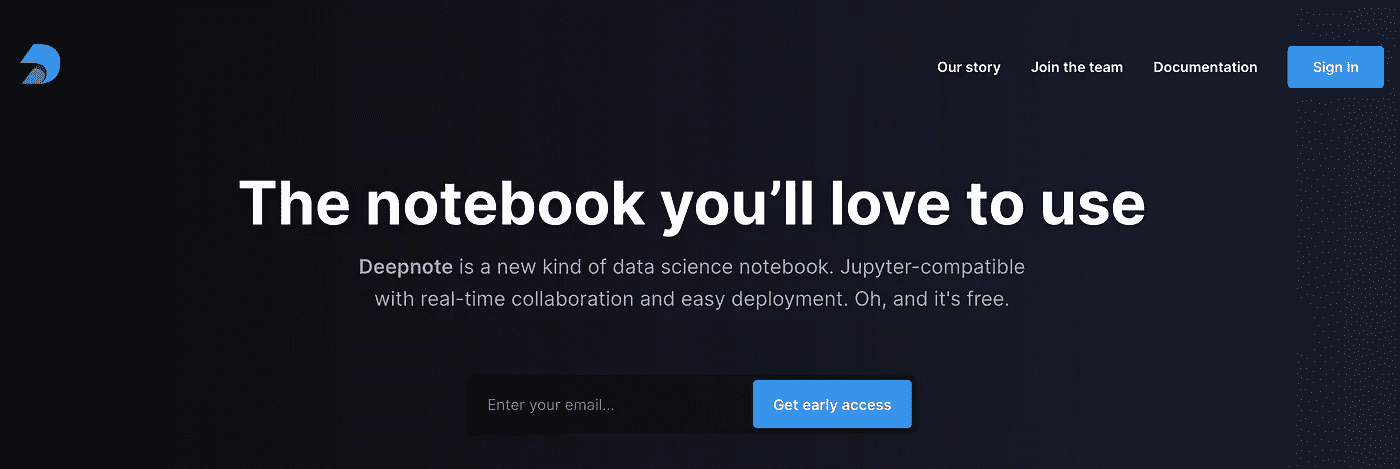 Our story
Join the team
Documentation
Sign in
The notebook you’ll love to use
Deepnote is a new kind of data science notebook. Jupyter-compatible
with real-time collaboration and easy deployment. Oh, and it's free.
Enter your email...
Get early access